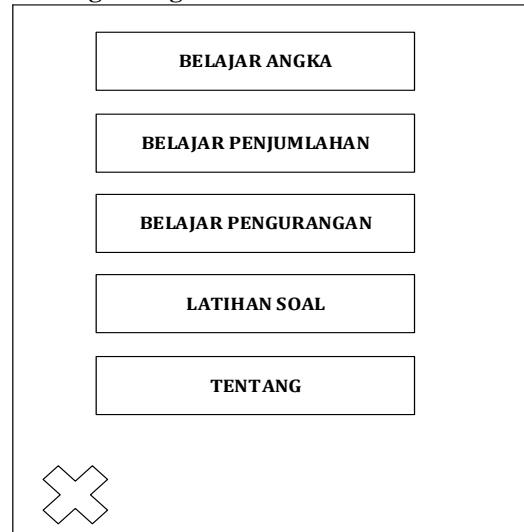 BELAJAR ANGKA
BELAJAR PENJUMLAHAN
BELAJAR PENGURANGAN
LATIHAN SOAL
TENTANG